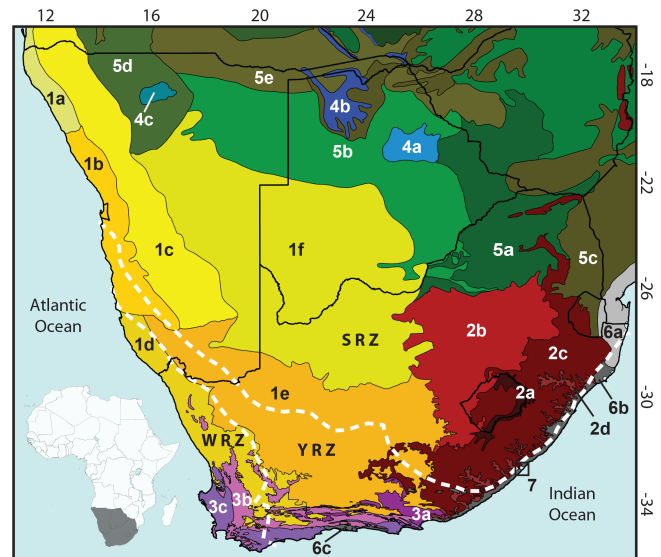 12 16 20 24 28 32
-18
5d
5e
1a
4c
4b
5b
4a
1b
-22
1c
1f
5a
5c
-26
Atlantic
Ocean
1d
SRZ
2b
6a
2c
1e
2a
-30
6b
2d
WRZ
YRZ
7
3c
3b
3a
Indian
Ocean
-34
6c